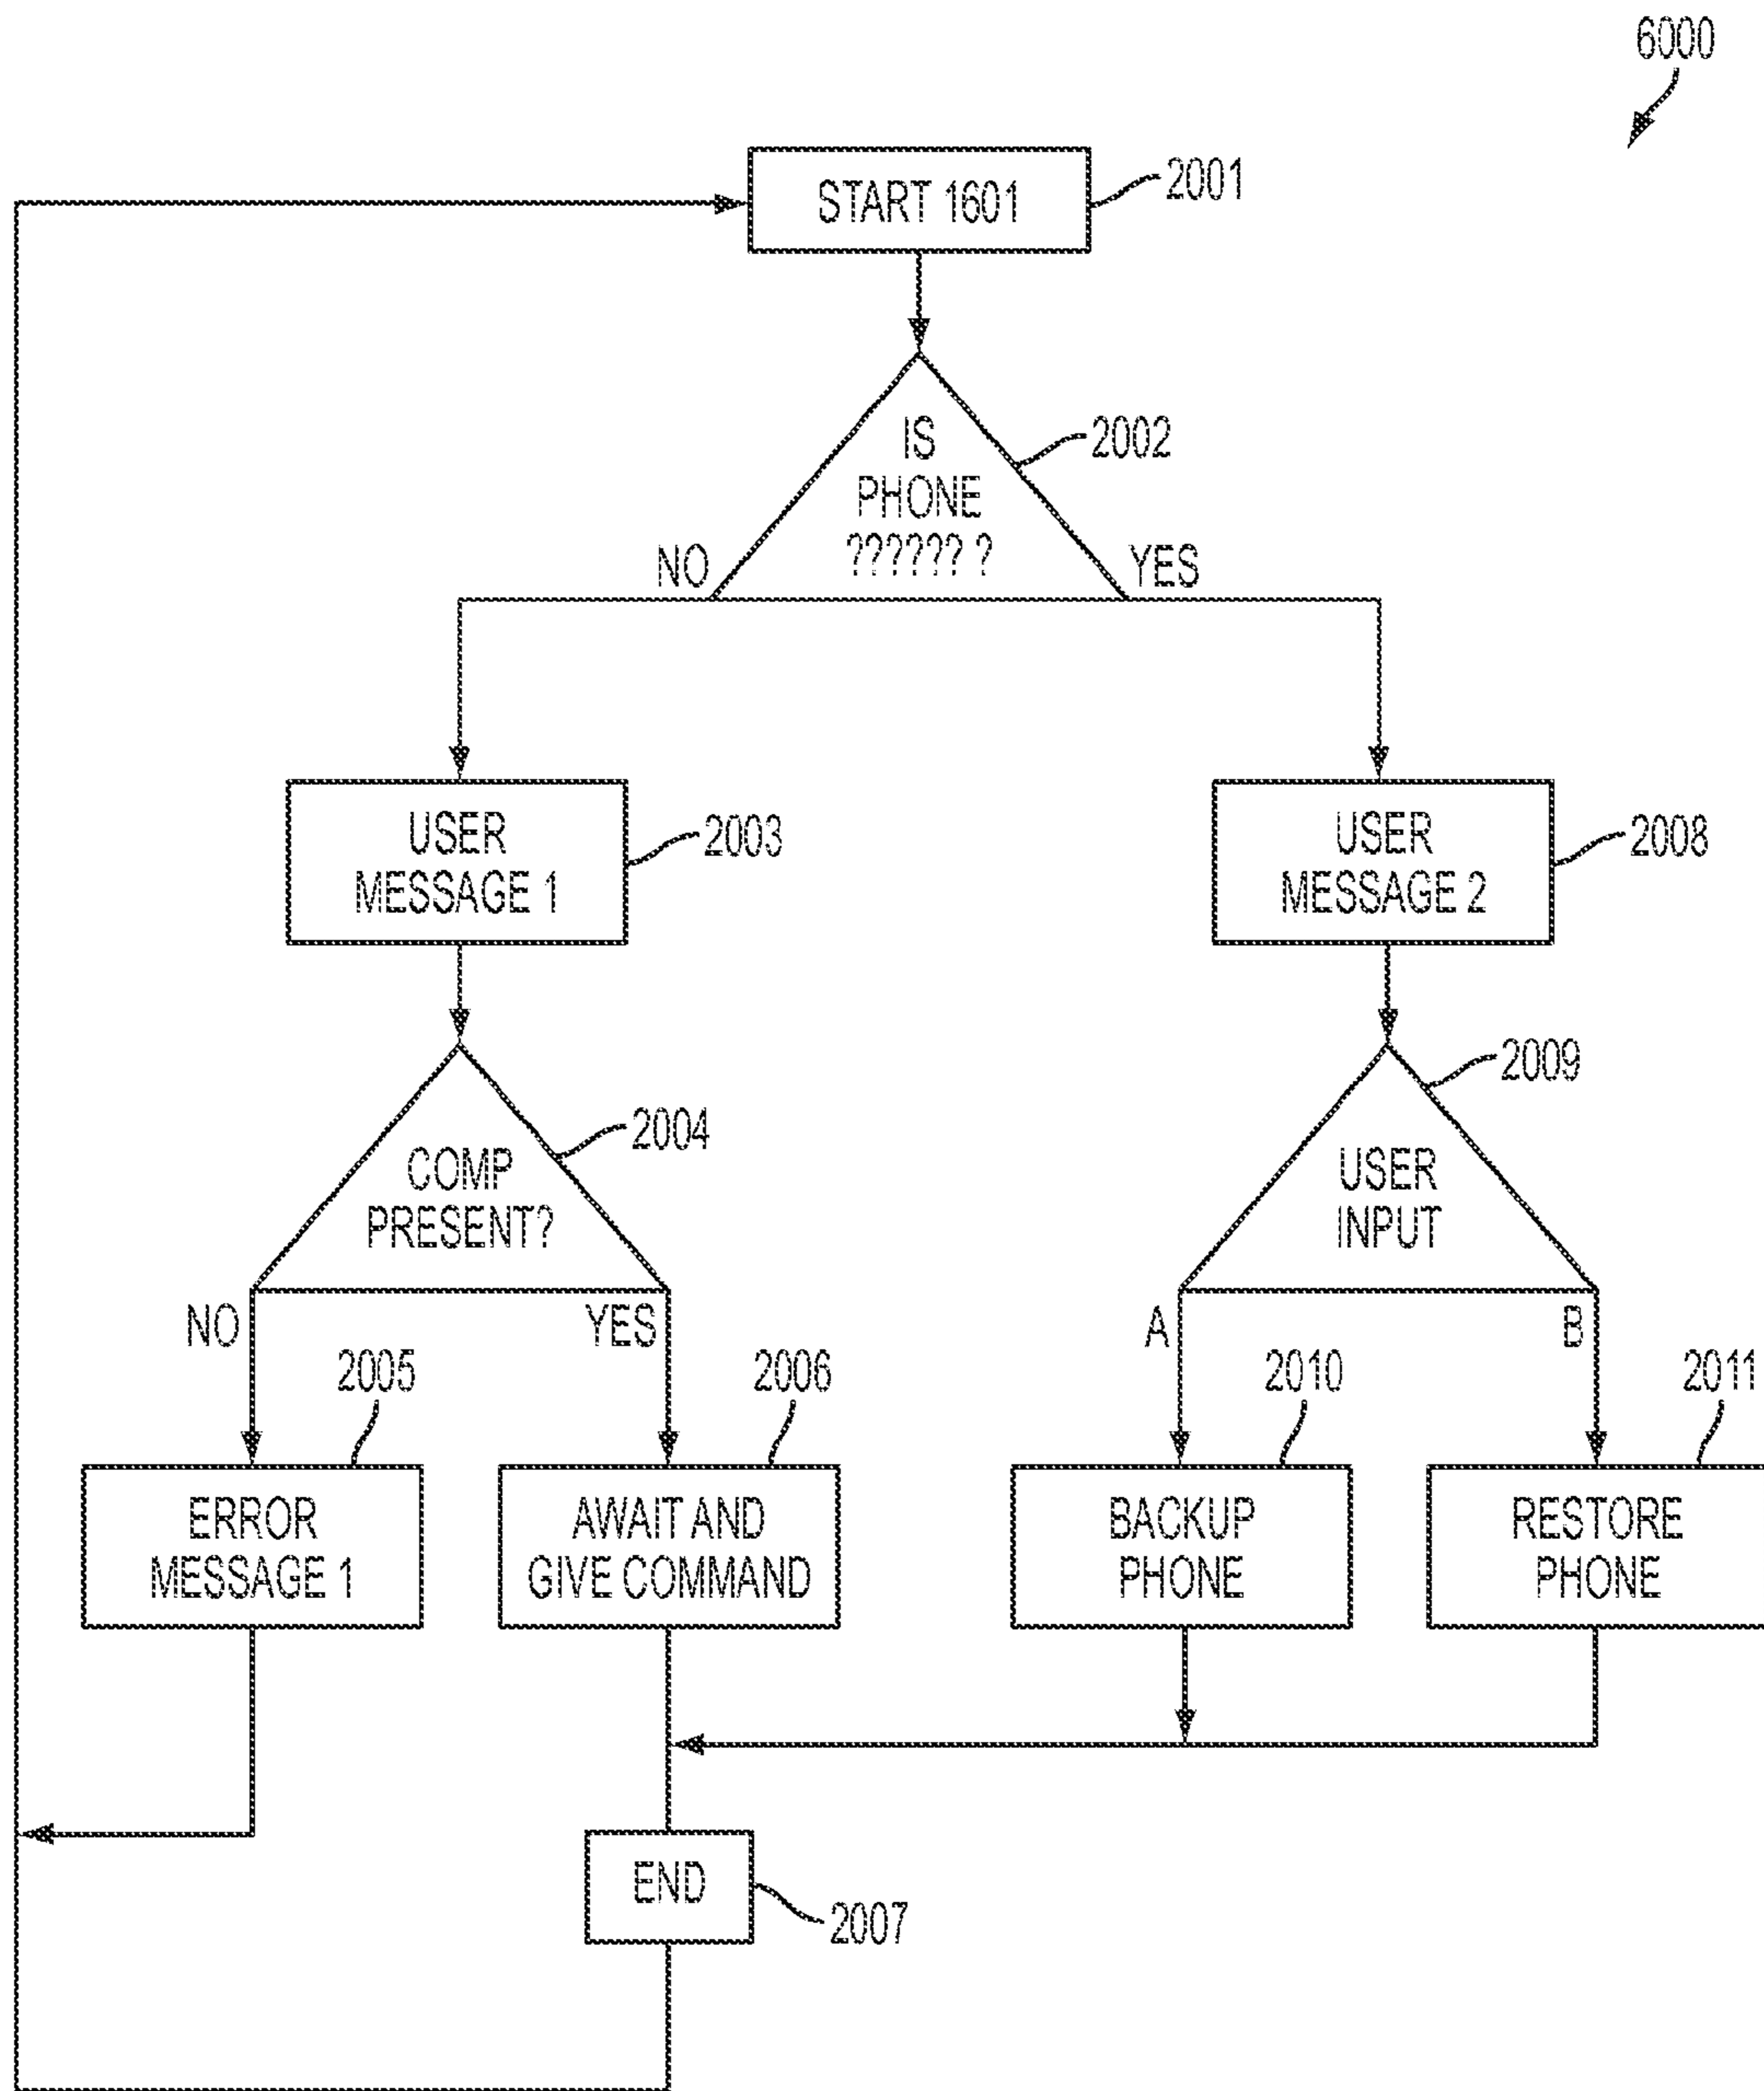 6000
START 1601
2001
IS
PHONE
?????? ?
2002
NO
YES
USER
MESSAGE 1
2003
USER
MESSAGE 2
2008
COMP
PRESENT?
2004
USER
INPUT
2009
NO
YES
A
B
2005
2006
2010
2011
ERROR
MESSAGE 1
AWAIT AND
GIVE COMMAND
BACKUP
PHONE
RESTORE
PHONE
END
2007